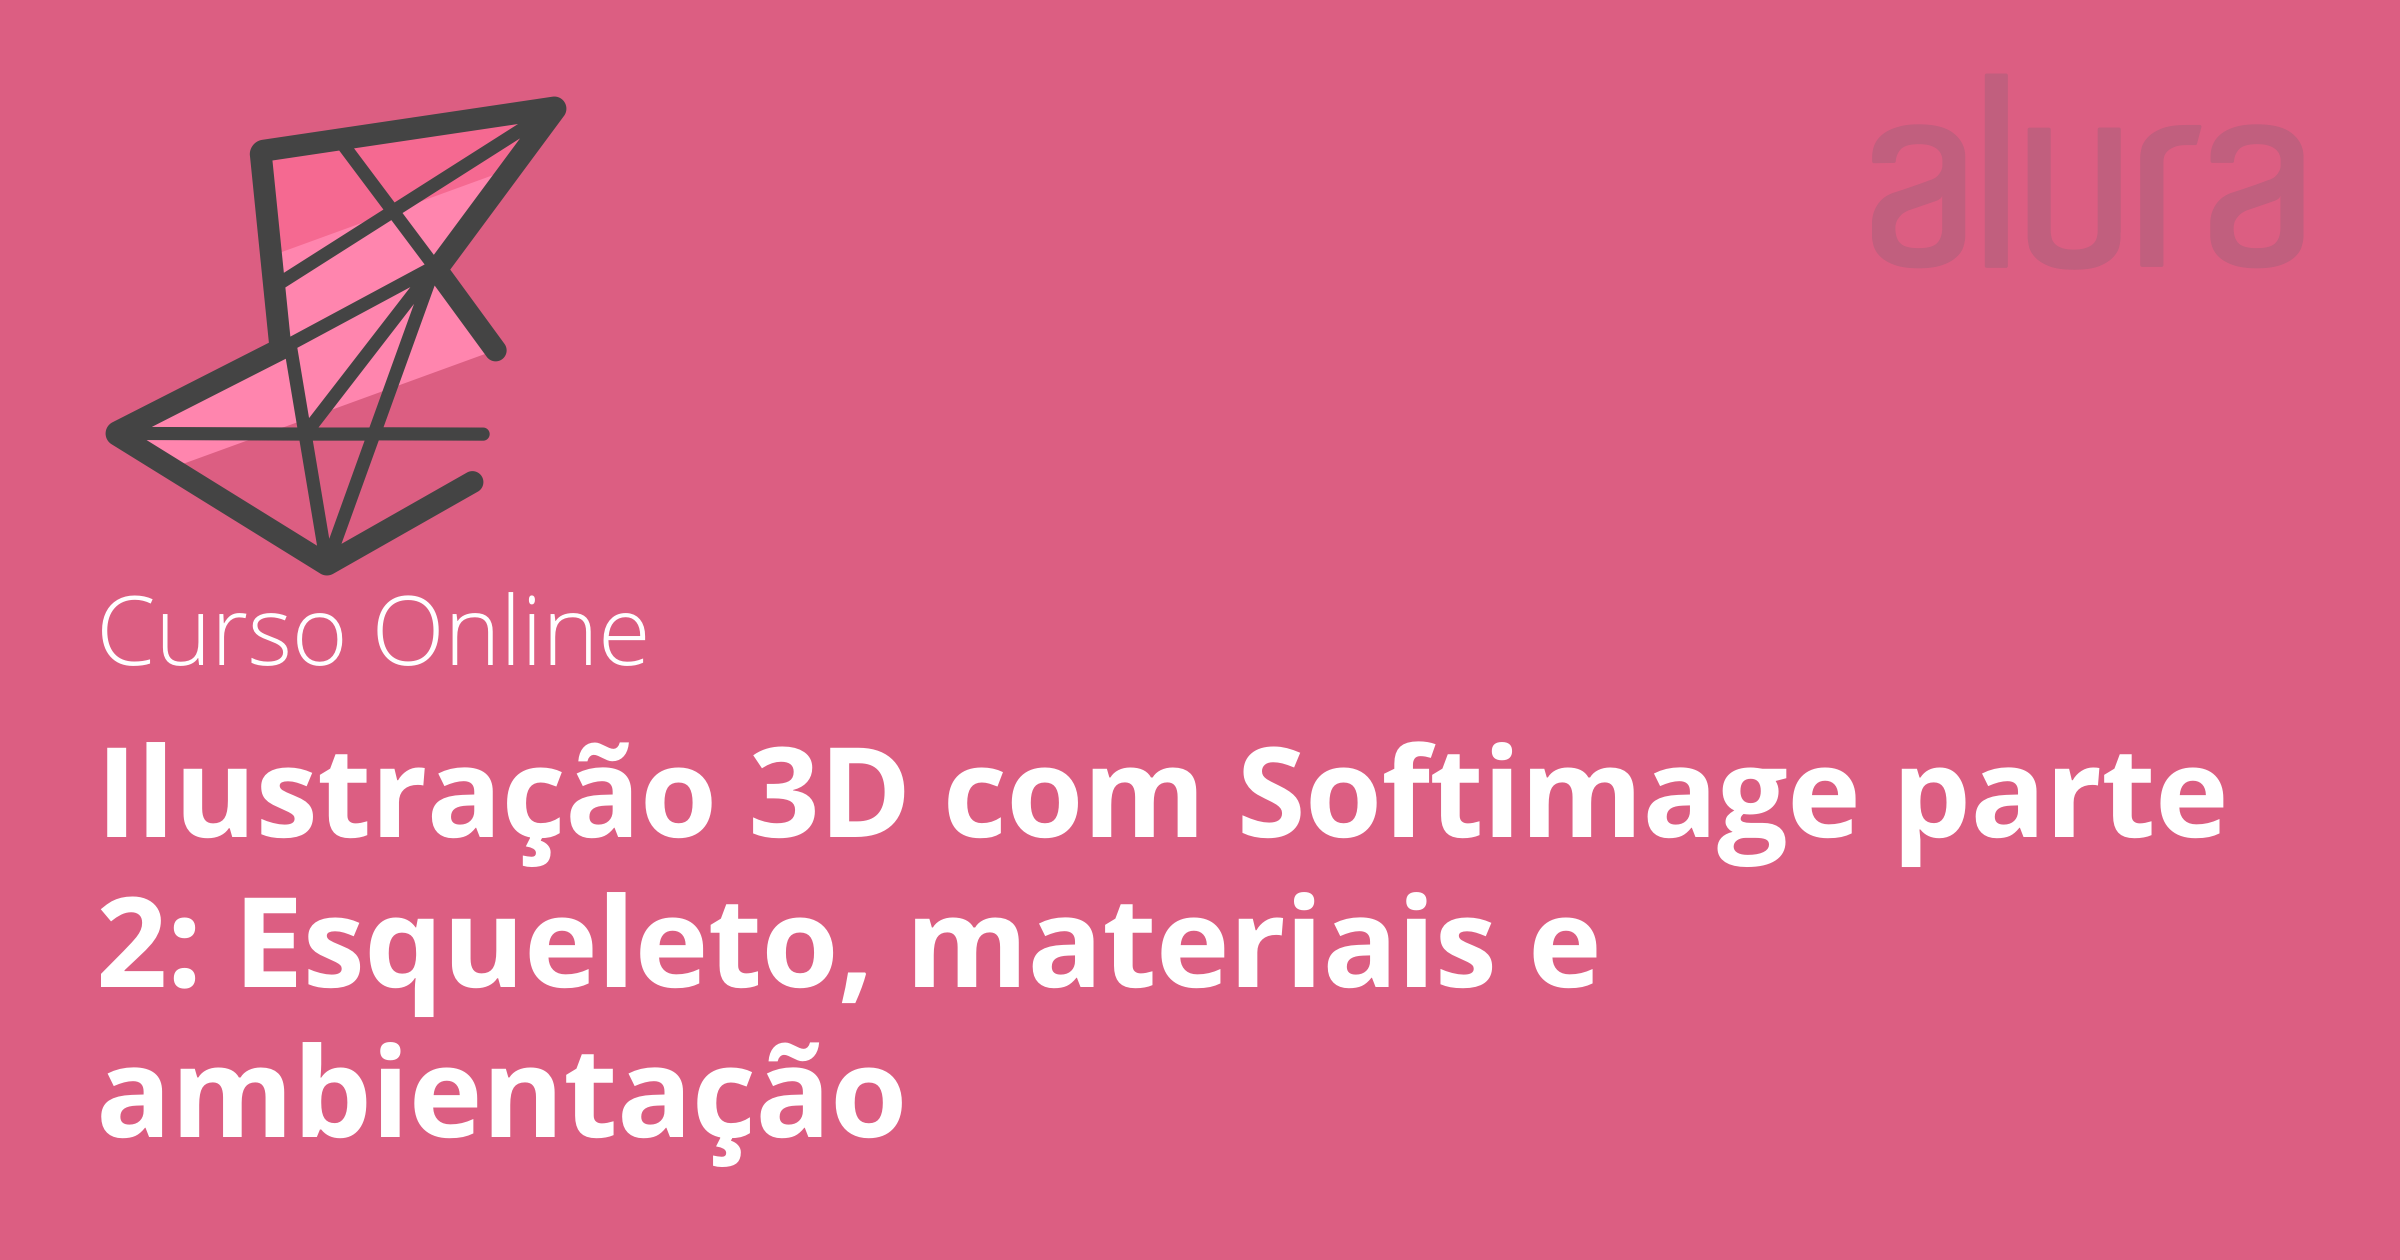 alura
Curso Online
Ilustração 3D com Softimage parte
2: Esqueleto, materiais e
ambientação